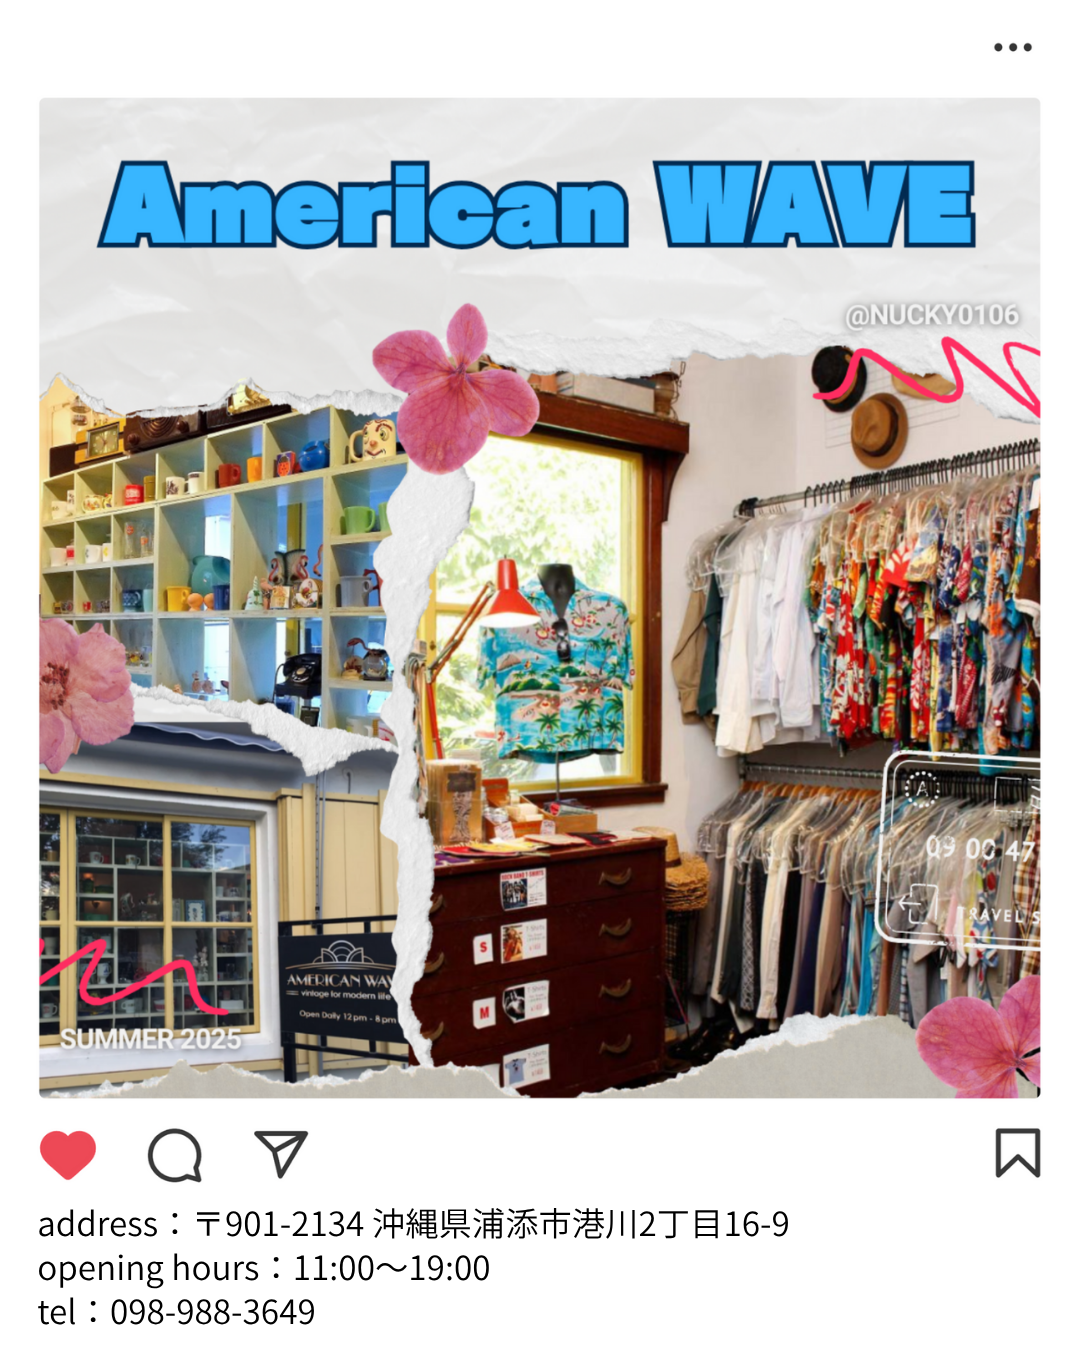 American WAVE
@NUCKY0106
A
09 00 47
TRAVEL S
S
M
AMERICAN WAV
vintage for modern life
Open Daily 12pm - 8pm
SUMMER 2025
address：〒901-2134 沖縄県浦添市港川2丁目16-9
opening hours：11:00〜19:00
tel：098-988-3649